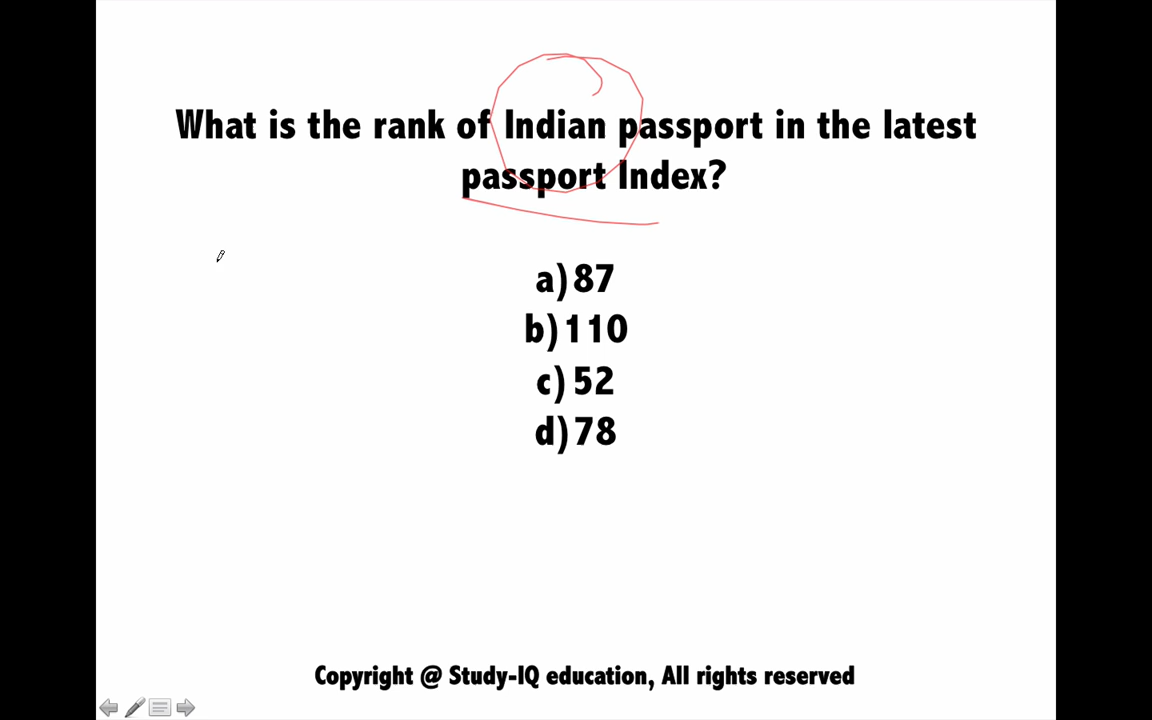 What is the rank of Indian passport in the latest
passport Index?
a) 87
b) 110
c) 52
d) 78
Copyright @ Study-IQ education, All rights reserved